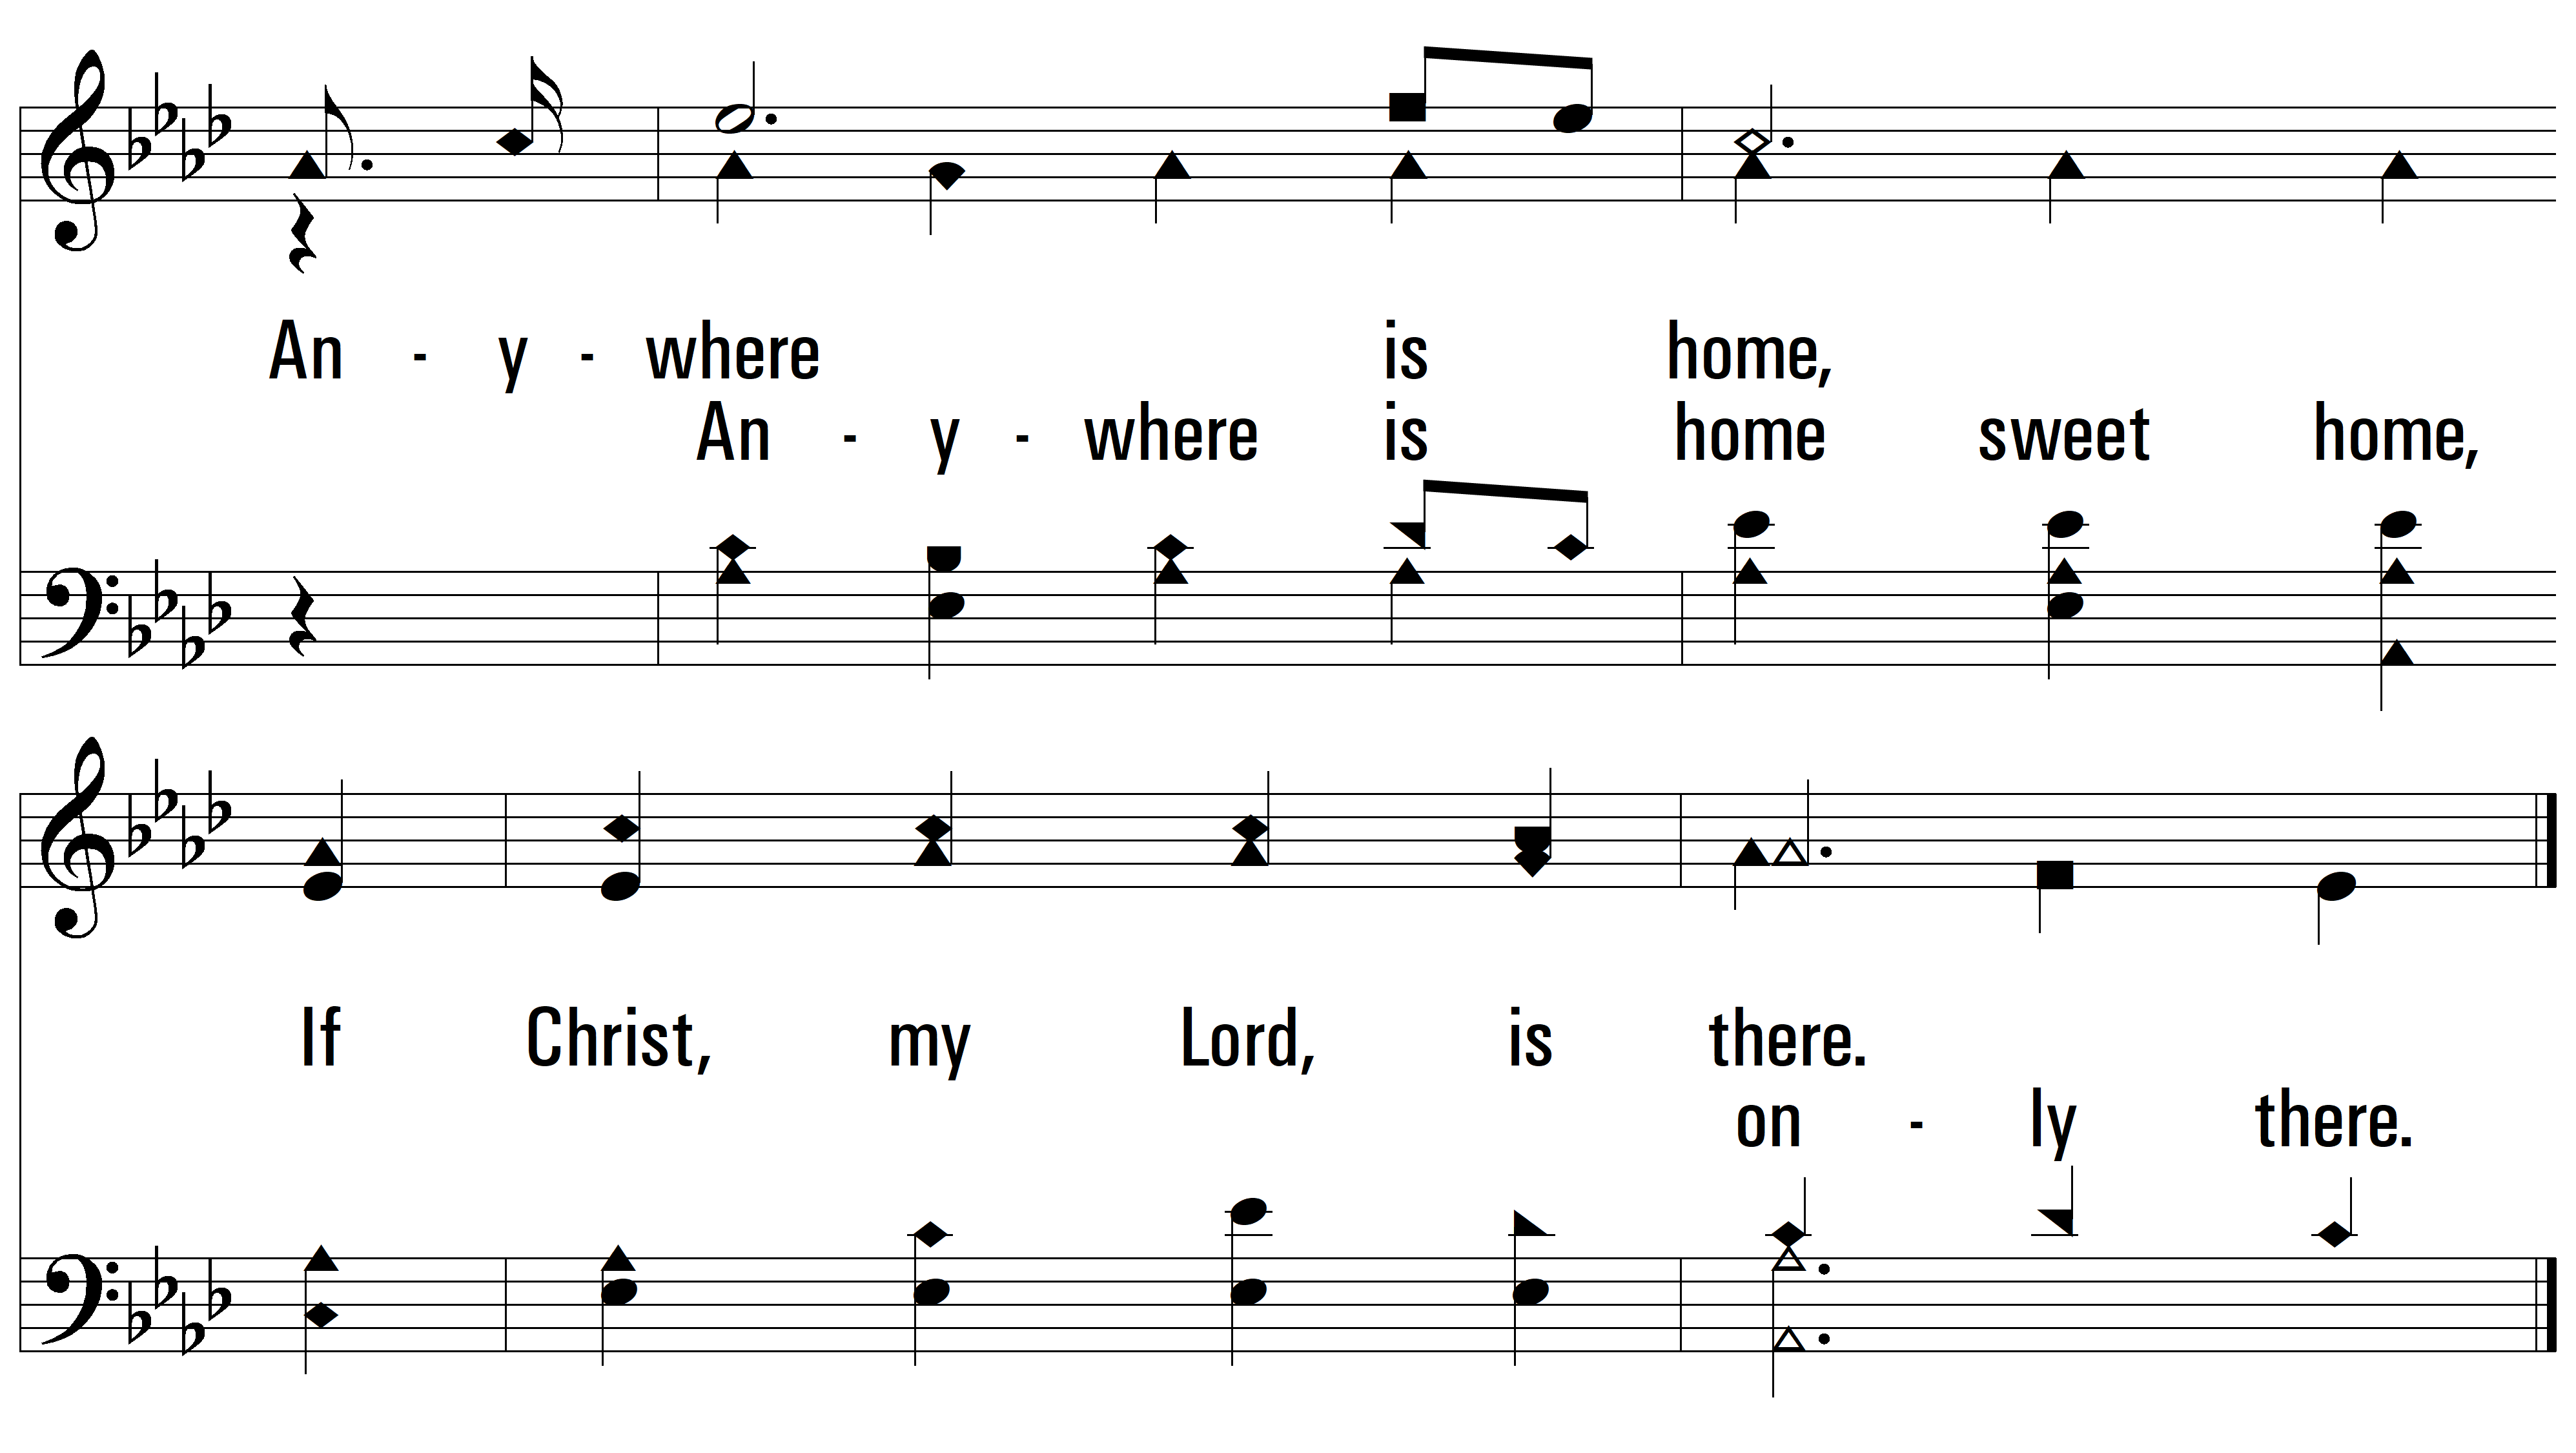 An - y - where is home,
An - y - where is home sweet home,
If Christ, my Lord, is there.
on - ly there.